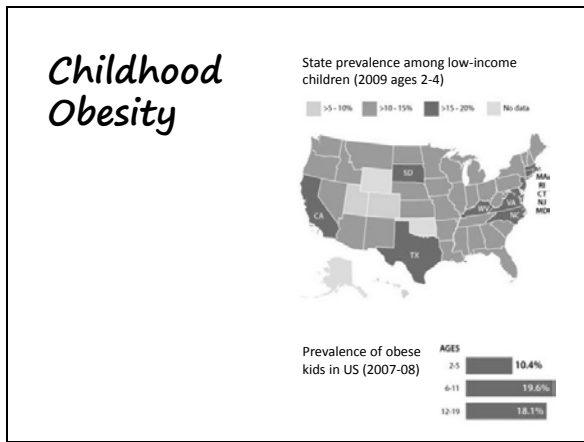 Childhood
Obesity
State prevalence among low-income
children (2009 ages 2-4)
>5 - 10% >10 - 15% >15 - 20% No data
SD
MA
RI
CT
NJ
MD
CA
WV
VA
NC
TX
Prevalence of obese
kids in US (2007-08)
AGES
2-5 10.4%
6-11 19.6%
12-19 18.1%